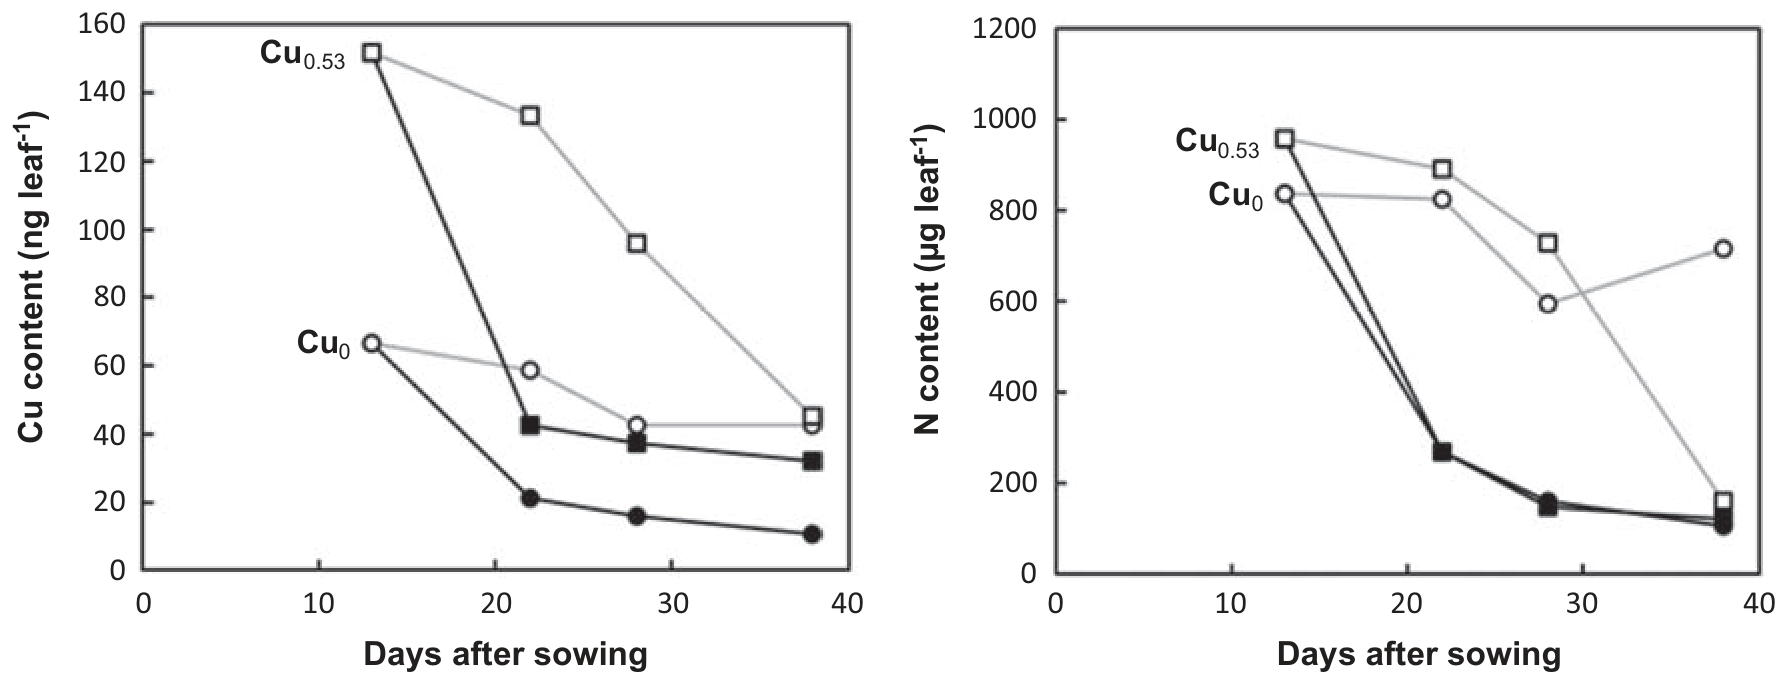 160
140
120
100
80
60
40
20
0
0 10 20 30 40
Cu content (ng leaf-1)
Days after sowing
Cu0.53
Cu0
1200
1000
800
600
400
200
0
0 10 20 30 40
N content (µg leaf-1)
Days after sowing
Cu0.53
Cu0